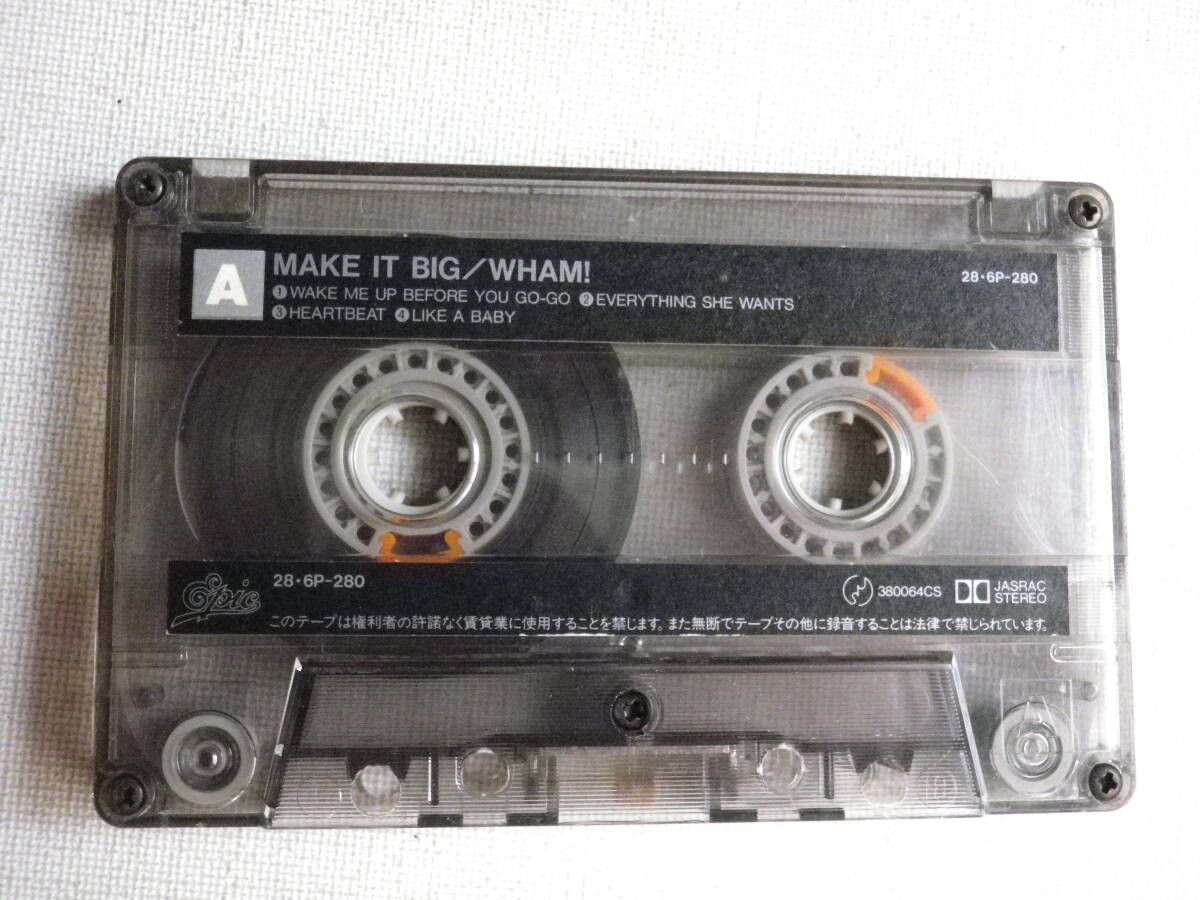 A
MAKE IT BIG/WHAM!
28・6P-280
❶WAKE ME UP BEFORE YOU GO-GO ❷EVERYTHING SHE WANTS
❸HEARTBEAT ❹LIKE A BABY
Epic
28・6P-280
380064CS
JASRAC
STEREO
このテープは権利者の許諾なく賃貸業に使用することを禁じます。また無断でテープその他に録音することは法律で禁じられています。